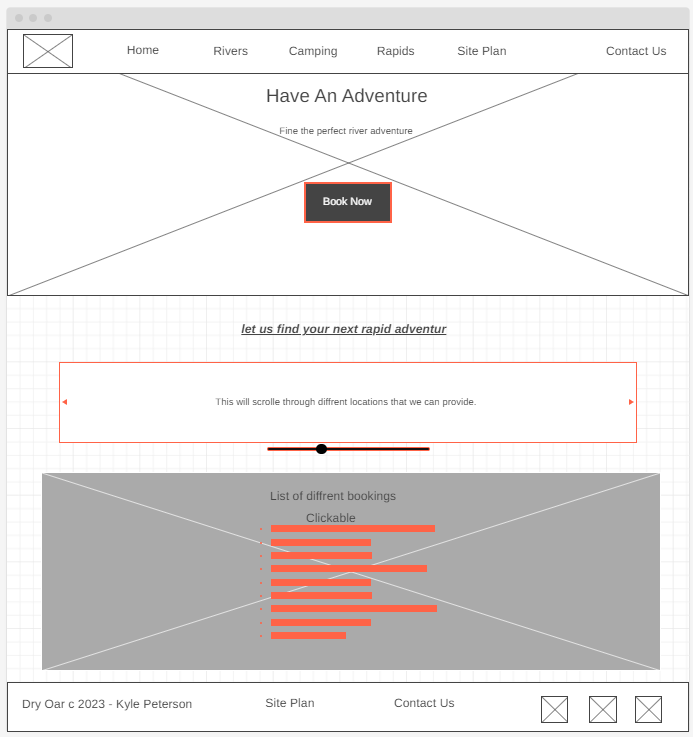 Home
Rivers
Camping
Rapids
Site Plan
Contact Us
Have An Adventure
Fine the perfect river adventure
Book Now
let us find your next rapid adventur
This will scrolle through diffrent locations that we can provide.
List of diffrent bookings
Clickable
Dry Oar c 2023 - Kyle Peterson
Site Plan
Contact Us